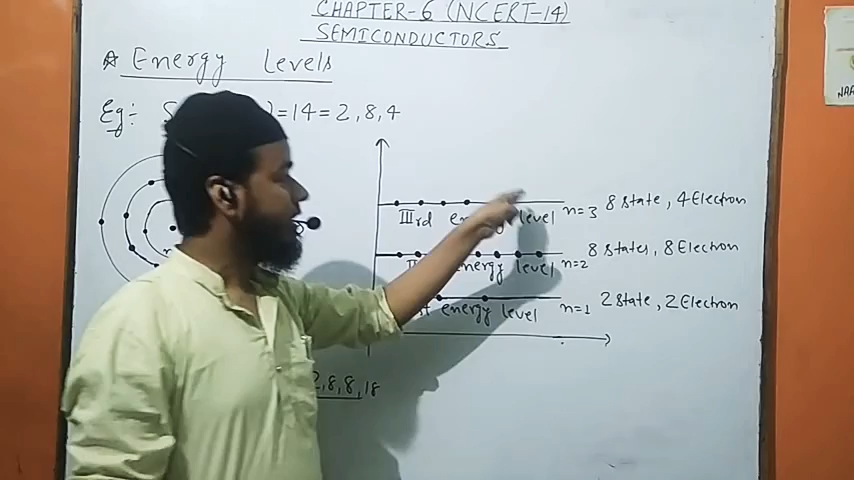 CHAPTER-6 (NCERT-14)
SEMICONDUCTORS
Energy Levels
Eg:- =14=2,8,4
IIIrd level n=3 8 state, 4 Electron
energy level n=2 8 states, 8 Electron
energy level n=1 2 state, 2 Electron
2,8,8,18